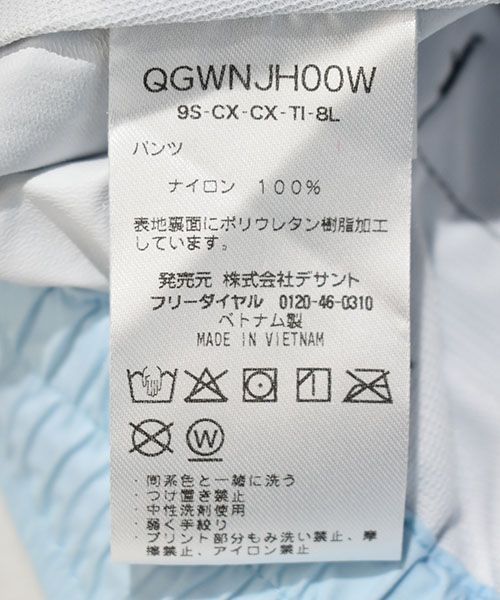 QGWNJH00W
9S-CX-CX-TI-8L
パンツ
ナイロン 100%
表地裏面にポリウレタン樹脂加工
しています。
発売元 株式会社デサント
フリーダイヤル 0120-46-0310
ベトナム製
MADE IN VIETNAM
W
・同系色と一緒に洗う
・つけ置き禁止
・中性洗剤使用
・弱く手絞り
・プリント部分もみ洗い禁止、摩
擦禁止、アイロン禁止